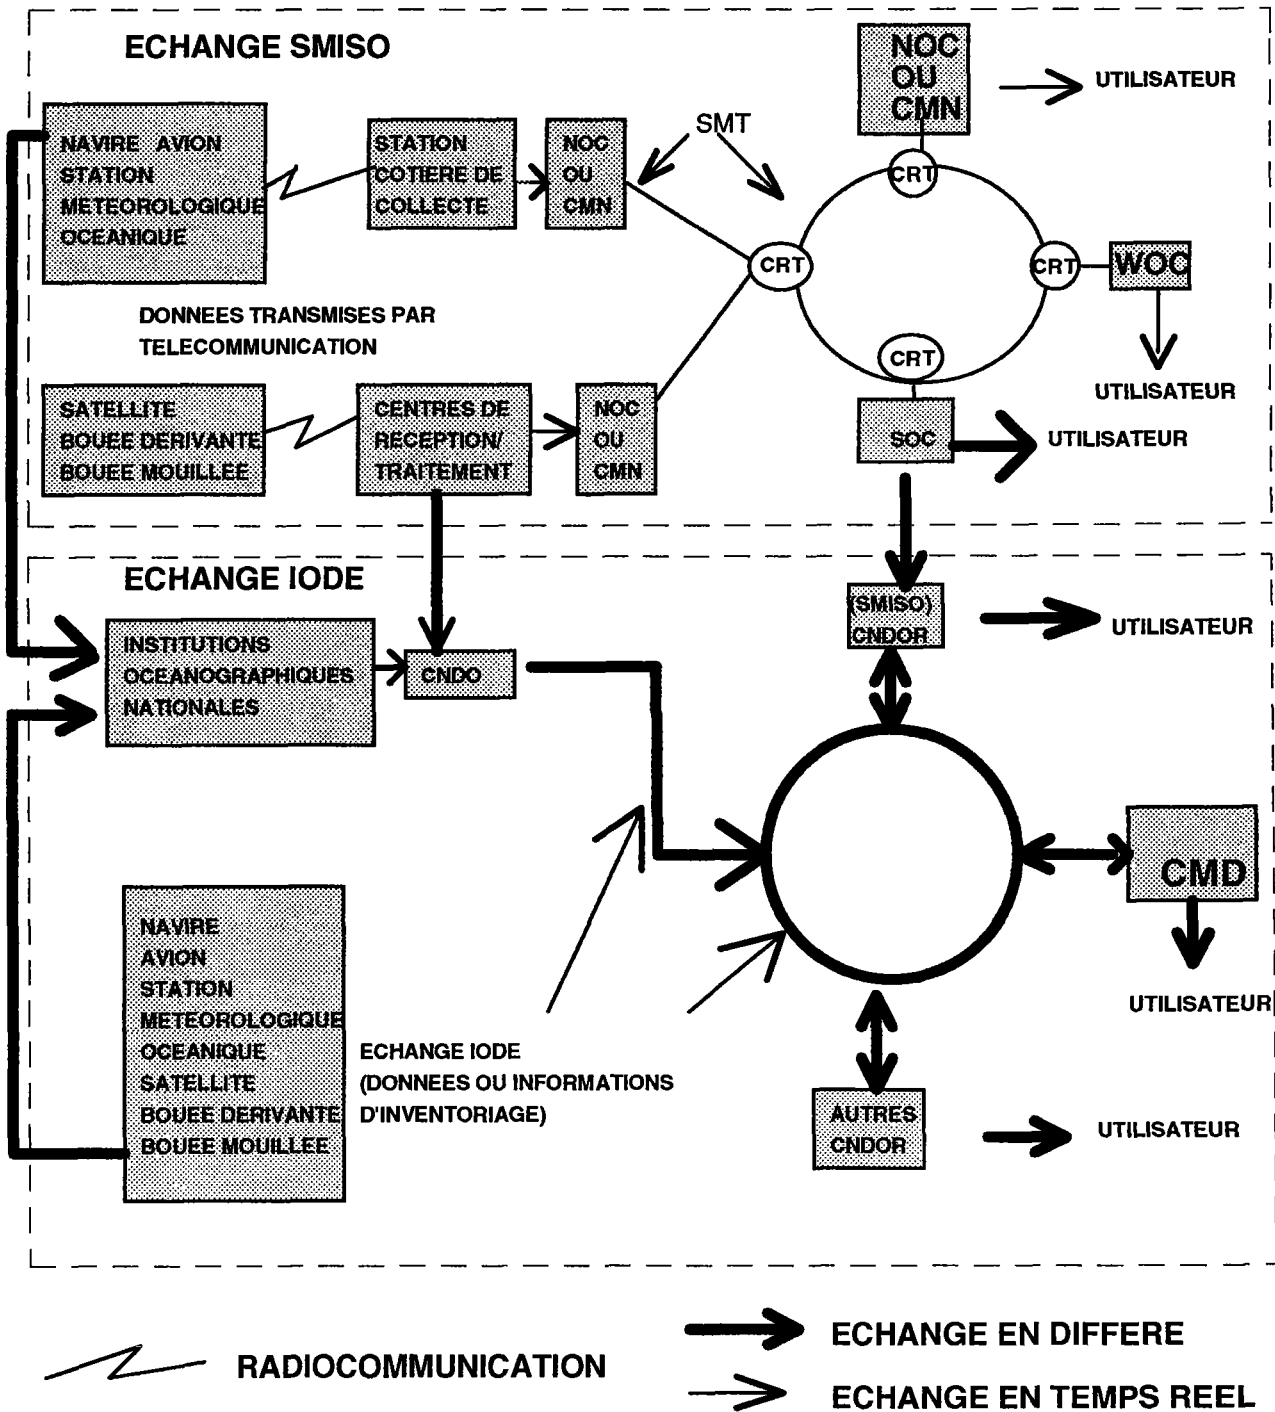 ECHANGE SMISO
NOC
OU
CMN
UTILISATEUR
NAVIRE AVION
STATION
METEOROLOGIQUE
OCEANIQUE
STATION
COTIERE DE
COLLECTE
NOC
OU
CMN
SMT
CRT
CRT
CRT
WOC
CRT
UTILISATEUR
DONNEES TRANSMISES PAR
TELECOMMUNICATION
SATELLITE
BOUEE DERIVANTE
BOUEE MOUILLEE
CENTRES DE
RECEPTION/
TRAITEMENT
NOC
OU
CMN
SOC
UTILISATEUR
ECHANGE IODE
INSTITUTIONS
OCEANOGRAPHIQUES
NATIONALES
CNDO
(SMISO)
CNDOR
UTILISATEUR
CMD
UTILISATEUR
NAVIRE
AVION
STATION
METEOROLOGIQUE
OCEANIQUE
SATELLITE
BOUEE DERIVANTE
BOUEE MOUILLEE
ECHANGE IODE
(DONNEES OU INFORMATIONS
D'INVENTORIAGE)
AUTRES
CNDOR
UTILISATEUR
RADIOCOMMUNICATION
ECHANGE EN DIFFERE
ECHANGE EN TEMPS REEL